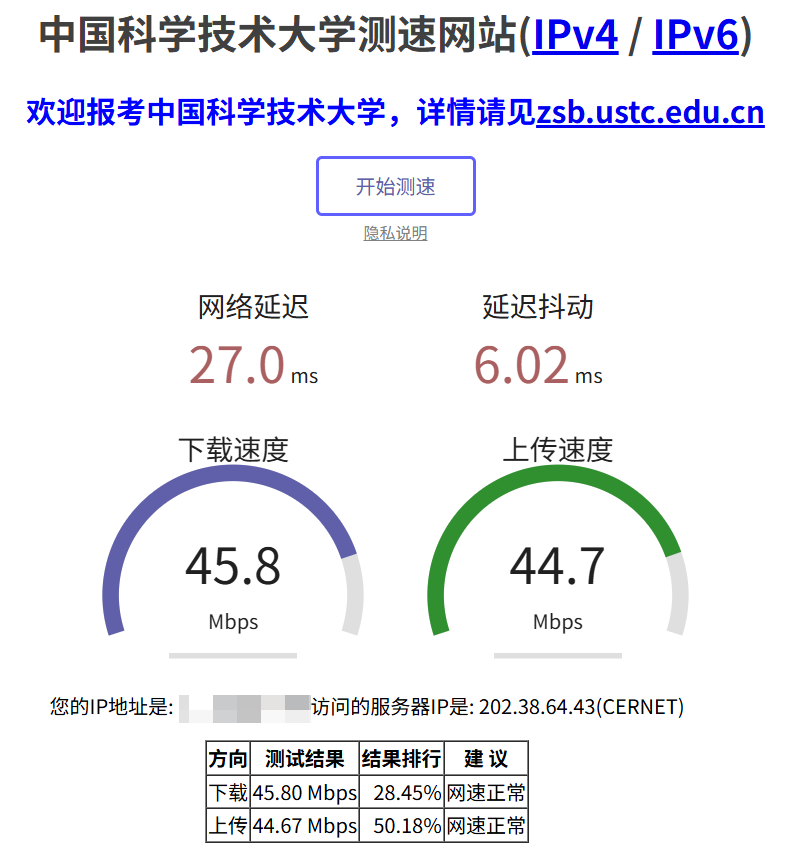 中国科学技术大学测速网站(IPv4 / IPv6)
欢迎报考中国科学技术大学，详情请见zsb.ustc.edu.cn
开始测速
隐私说明
网络延迟 延迟抖动
27.0 ms 6.02 ms
下载速度 上传速度
45.8 44.7
Mbps Mbps
您的IP地址是: 访问的服务器IP是: 202.38.64.43(CERNET)
方向 测试结果 结果排行 建 议
下载 45.80 Mbps 28.45% 网速正常
上传 44.67 Mbps 50.18% 网速正常